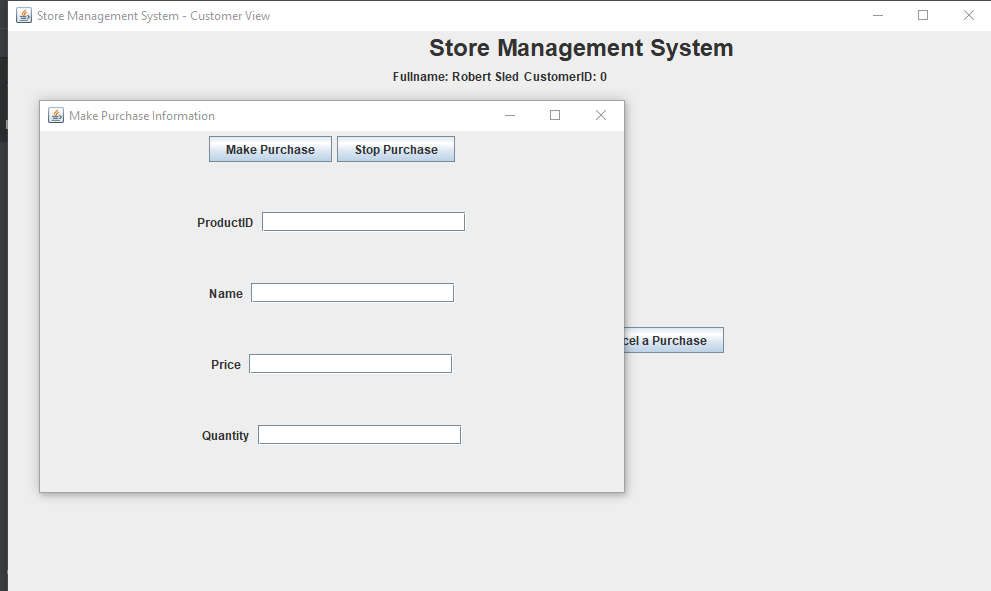 Store Management System - Customer View
Store Management System
Fullname: Robert Sled CustomerID: 0
Make Purchase Information
Make Purchase Stop Purchase
ProductID
Name
cel a Purchase
Price
Quantity